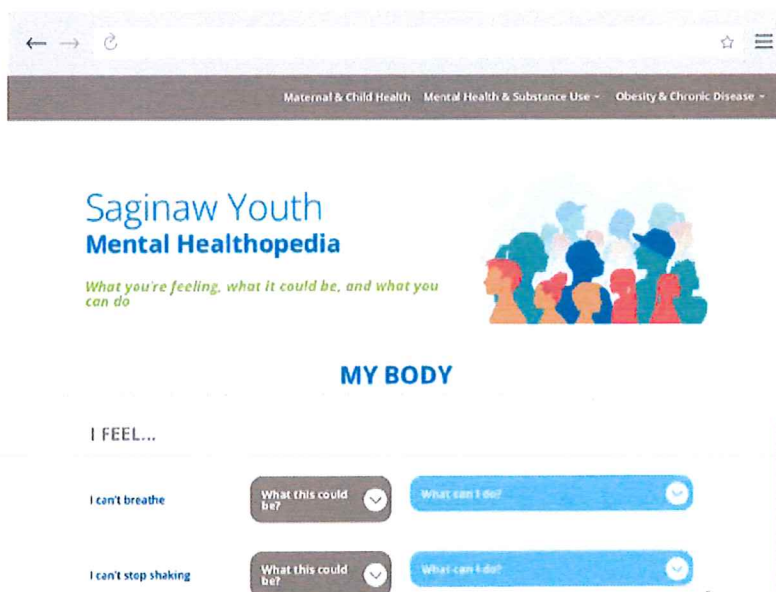 Maternal & Child Health Mental Health & Substance Use Obesity & Chronic Disease
Saginaw Youth
Mental Healthopedia
What you're feeling, what it could be, and what you
can do
MY BODY
I FEEL...
I can't breathe
What this could
be?
What can I do?
I can't stop shaking
What this could
be?
What can I do?